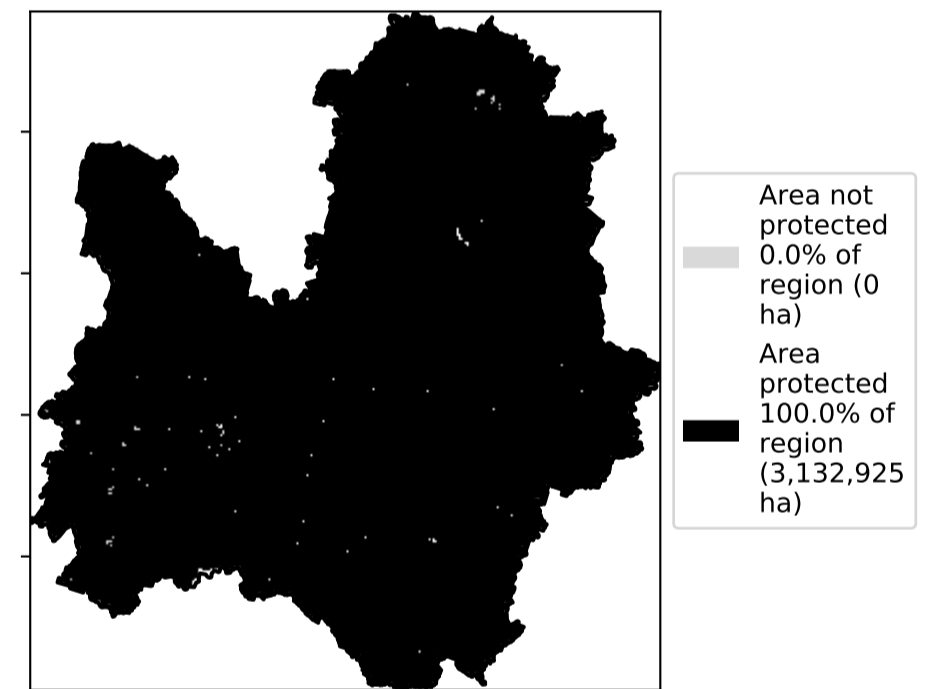 Area not
protected
0.0% of
region (0
ha)
Area
protected
100.0% of
region
(3,132,925
ha)